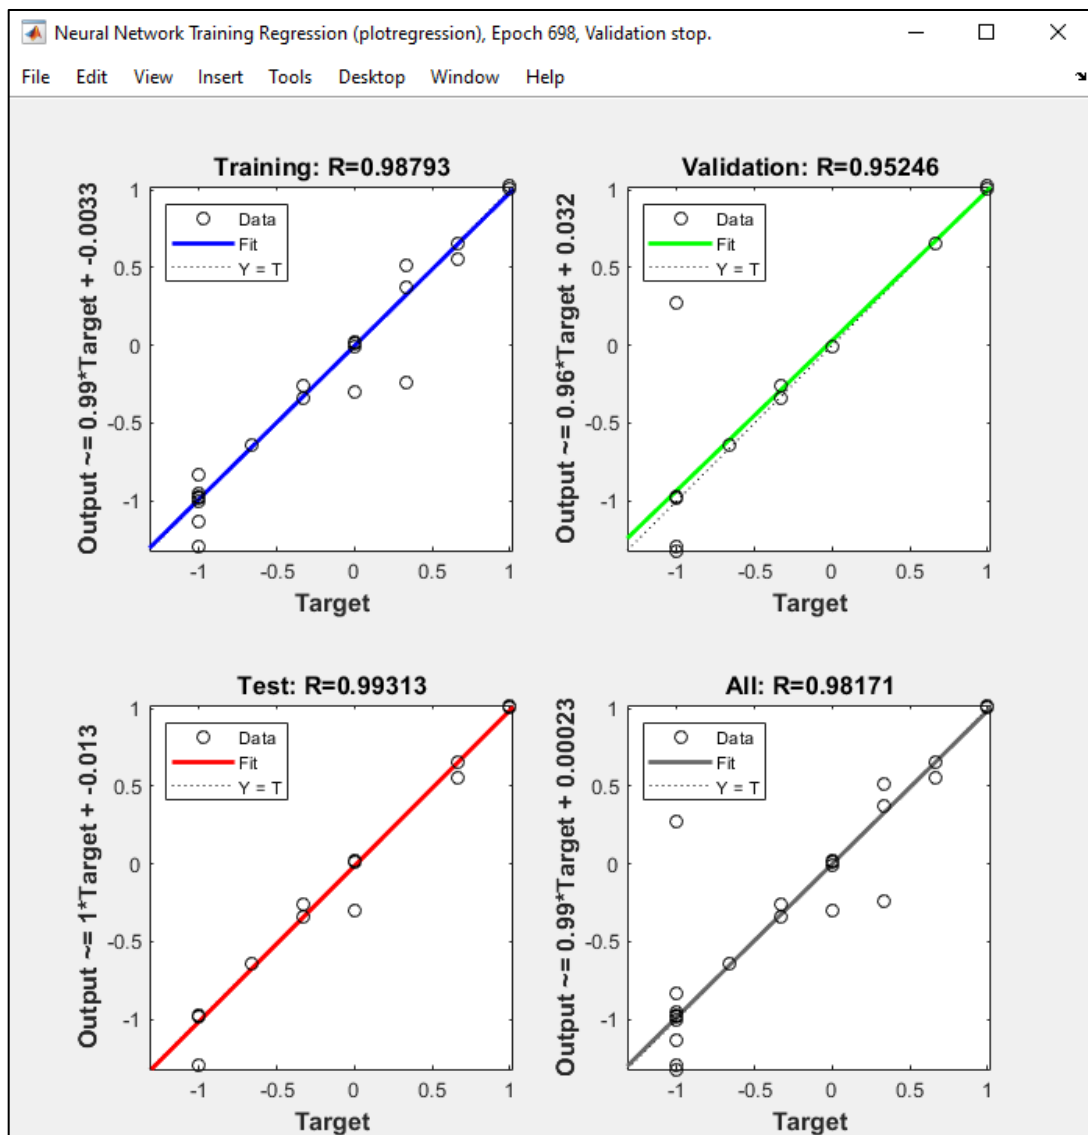 Neural Network Training Regression (plotregression), Epoch 698, Validation stop.
File Edit View Insert Tools Desktop Window Help
Training: R=0.98793
Output ~= 0.99*Target + -0.0033
1
0.5
0
-0.5
-1
Data
Fit
Y = T
-1 -0.5 0 0.5 1
Target
Validation: R=0.95246
Output ~= 0.96*Target + 0.032
1
0.5
0
-0.5
-1
Data
Fit
Y = T
-1 -0.5 0 0.5 1
Target
Test: R=0.99313
Output ~= 1*Target + -0.013
1
0.5
0
-0.5
-1
Data
Fit
Y = T
-1 -0.5 0 0.5 1
Target
All: R=0.98171
Output ~= 0.99*Target + 0.00023
1
0.5
0
-0.5
-1
Data
Fit
Y = T
-1 -0.5 0 0.5 1
Target